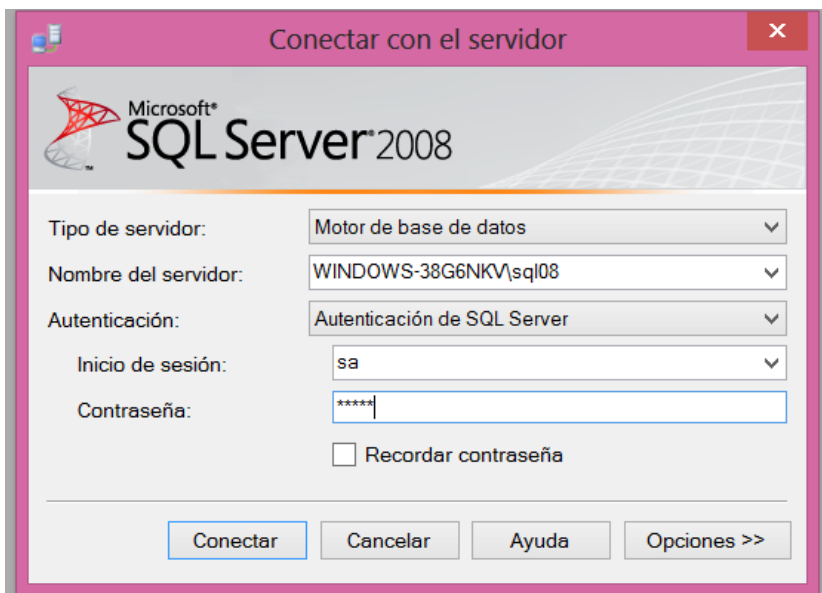 Conectar con el servidor
Microsoft®
SQL Server® 2008
Tipo de servidor: Motor de base de datos
Nombre del servidor: WINDOWS-38G6NKV\sql08
Autenticación: Autenticación de SQL Server
Inicio de sesión: sa
Contraseña: *****
Recordar contraseña
Conectar Cancelar Ayuda Opciones >>